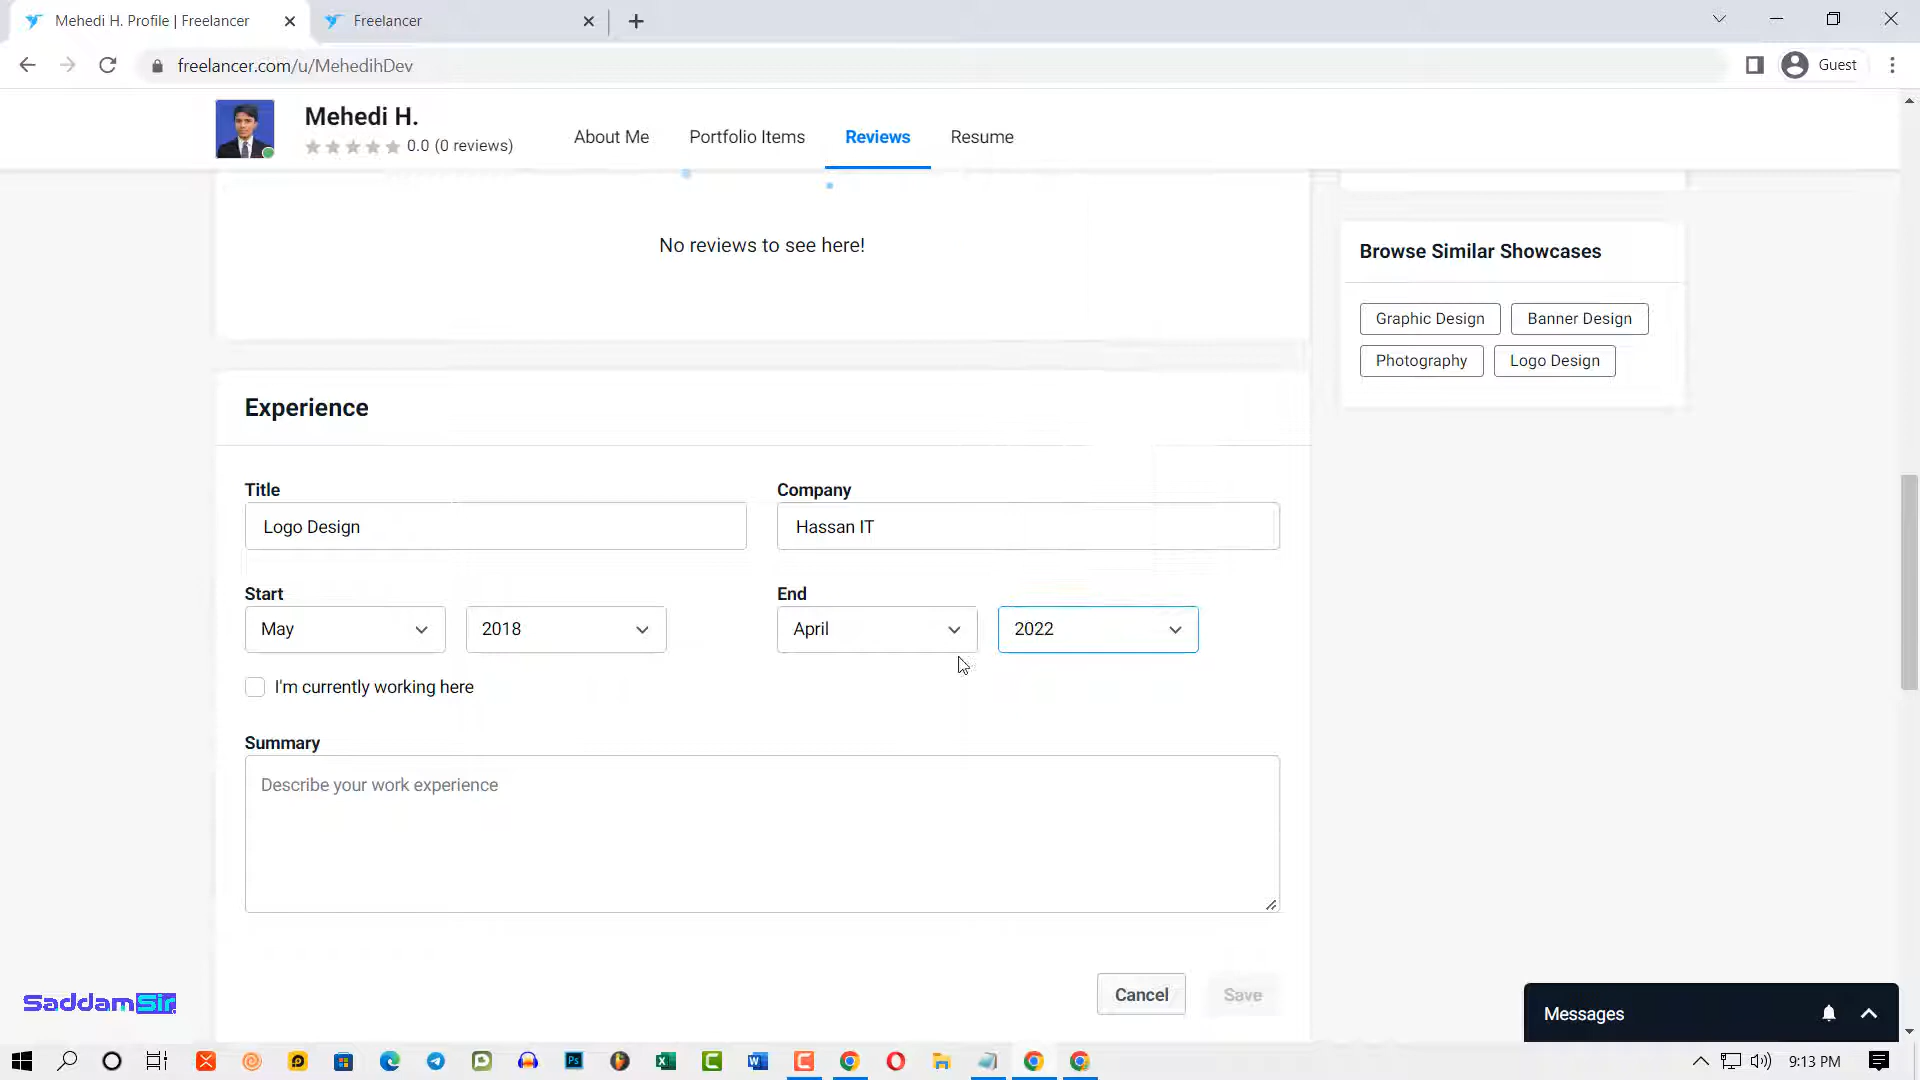 Mehedi H. Profile | Freelancer
Freelancer
freelancer.com/u/MehedihDev
Guest
Mehedi H.
0.0 (0 reviews)
About Me
Portfolio Items
Reviews
Resume
No reviews to see here!
Browse Similar Showcases
Graphic Design
Banner Design
Photography
Logo Design
Experience
Title
Company
Logo Design
Hassan IT
Start
End
May
2018
April
2022
I'm currently working here
Summary
Describe your work experience
Cancel
Save
SaddamSir
Messages
9:13 PM